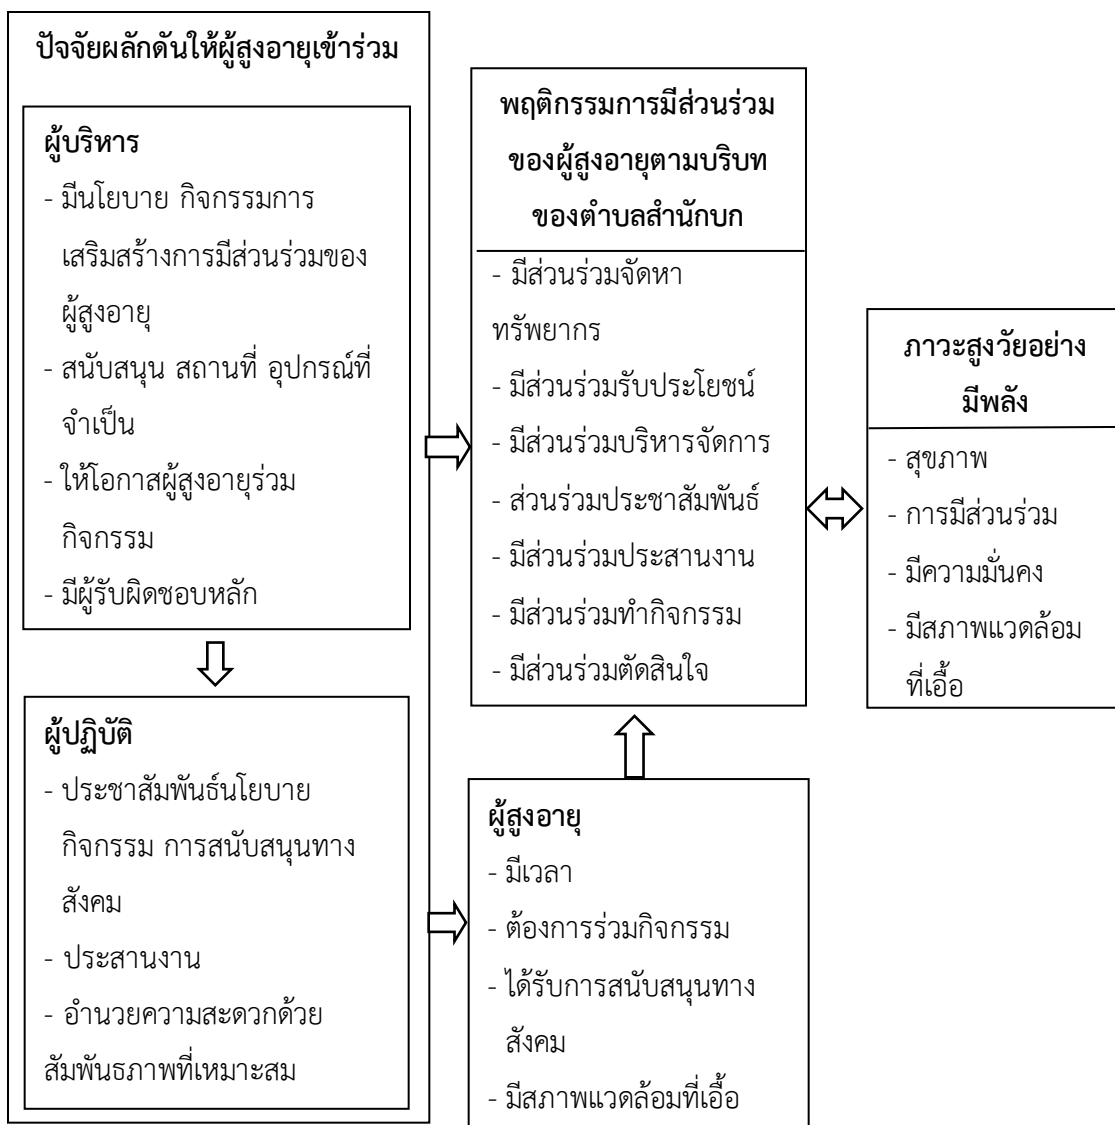 ปัจจัยผลักดันให้ผู้สูงอายุเข้าร่วม
ผู้บริหาร
- มีนโยบาย กิจกรรมการ
เสริมสร้างการมีส่วนร่วมของ
ผู้สูงอายุ
- สนับสนุน สถานที่ อุปกรณ์ที่
จำเป็น
- ให้โอกาสผู้สูงอายุร่วม
กิจกรรม
- มีผู้รับผิดชอบหลัก
ผู้ปฏิบัติ
- ประชาสัมพันธ์นโยบาย
กิจกรรม การสนับสนุนทาง
สังคม
- ประสานงาน
- อำนวยความสะดวกด้วย
สัมพันธภาพที่เหมาะสม
พฤติกรรมการมีส่วนร่วม
ของผู้สูงอายุตามบริบท
ของตำบลสำนักบก
- มีส่วนร่วมจัดหา
ทรัพยากร
- มีส่วนร่วมรับประโยชน์
- มีส่วนร่วมบริหารจัดการ
- ส่วนร่วมประชาสัมพันธ์
- มีส่วนร่วมประสานงาน
- มีส่วนร่วมทำกิจกรรม
- มีส่วนร่วมตัดสินใจ
ผู้สูงอายุ
- มีเวลา
- ต้องการร่วมกิจกรรม
- ได้รับการสนับสนุนทาง
สังคม
- มีสภาพแวดล้อมที่เอื้อ
ภาวะสูงวัยอย่าง
มีพลัง
- สุขภาพ
- การมีส่วนร่วม
- มีความมั่นคง
- มีสภาพแวดล้อม
ที่เอื้อ